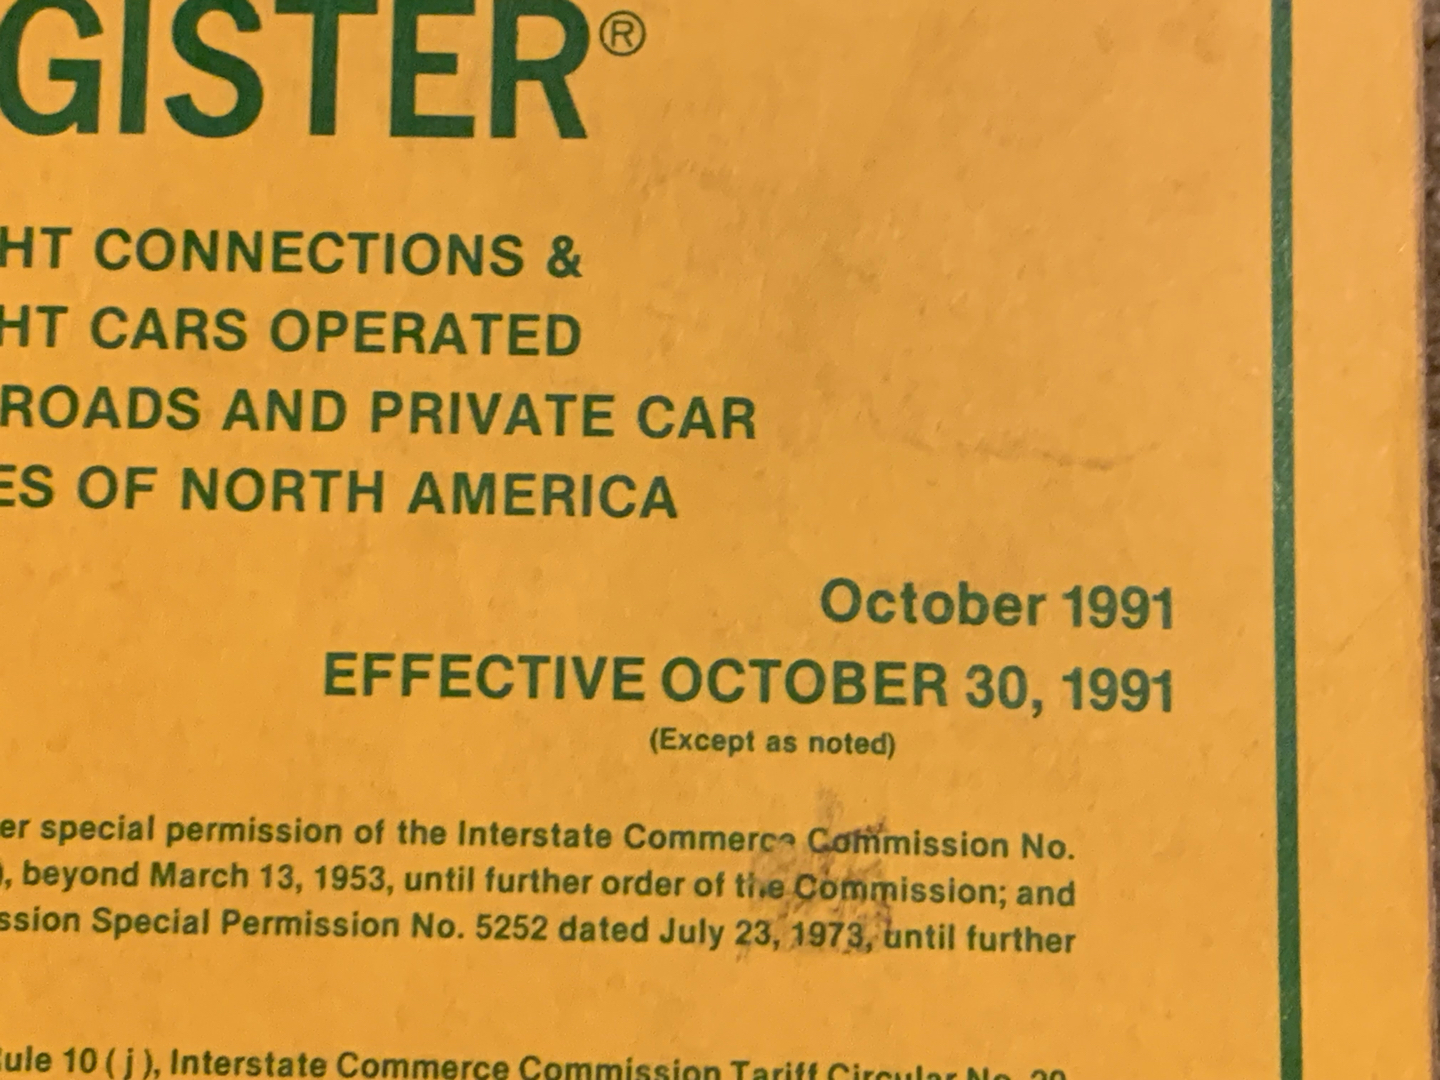 GISTER®
HT CONNECTIONS &
HT CARS OPERATED
ROADS AND PRIVATE CAR
ES OF NORTH AMERICA
October 1991
EFFECTIVE OCTOBER 30, 1991
(Except as noted)
er special permission of the Interstate Commerce Commission No.
), beyond March 13, 1953, until further order of the Commission; and
ssion Special Permission No. 5252 dated July 23, 1973, until further
ule 10 ( j ), Interstate Commerce Commission Tariff Circular No. 20